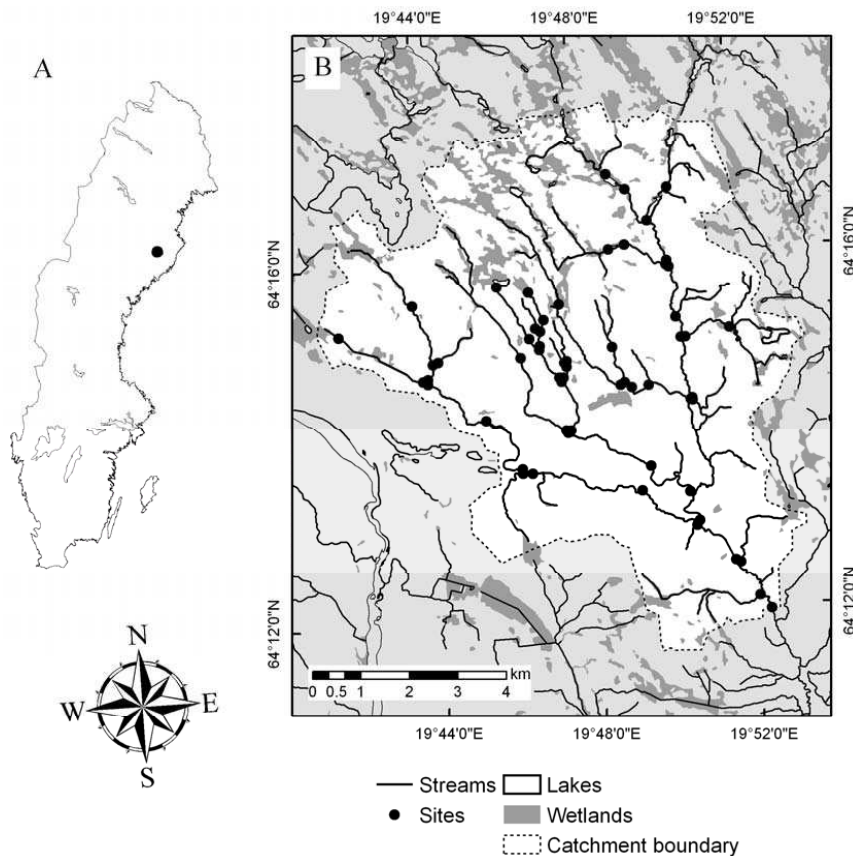 A
B
19°44'0"E 19°48'0"E 19°52'0"E
64°16'0"N
64°16'0"N
64°12'0"N
64°12'0"N
km
0 0.5 1 2 3 4
19°44'0"E 19°48'0"E 19°52'0"E
N
W E
S
Streams Lakes
Sites Wetlands
Catchment boundary